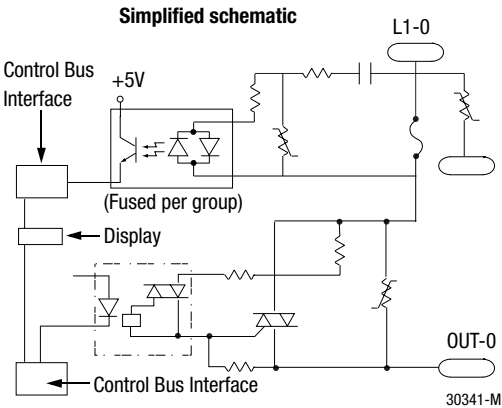 Simplified schematic
L1-0
Control Bus
Interface
+5V
(Fused per group)
Display
OUT-0
Control Bus Interface
30341-M